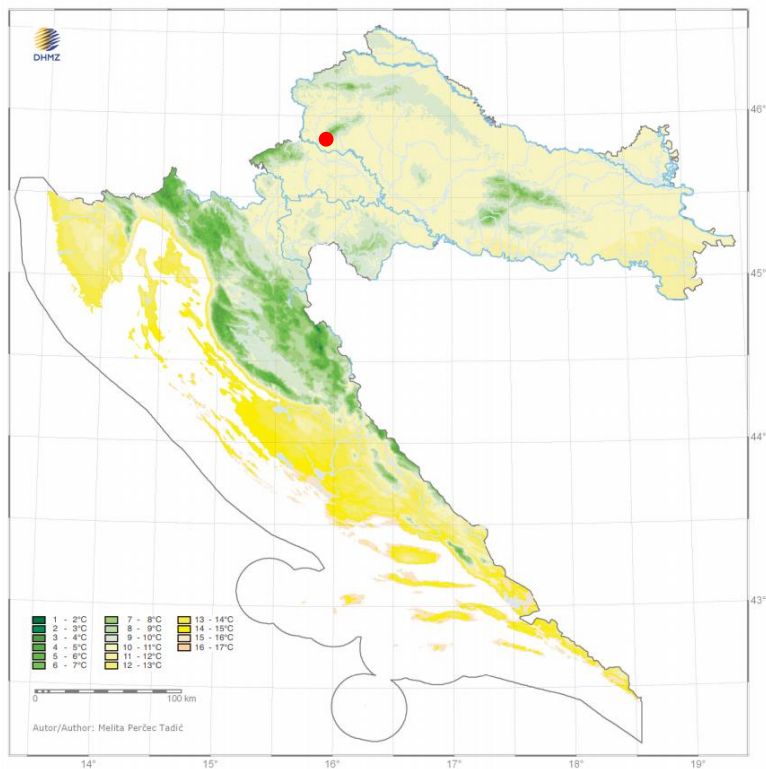 DHMZ
46°
45°
44°
43°
1 - 2°C
2 - 3°C
3 - 4°C
4 - 5°C
5 - 6°C
6 - 7°C
7 - 8°C
8 - 9°C
9 - 10°C
10 - 11°C
11 - 12°C
12 - 13°C
13 - 14°C
14 - 15°C
15 - 16°C
16 - 17°C
0 100 km
Autor/Author: Melita Perčec Tadić
14° 15° 16° 17° 18° 19°